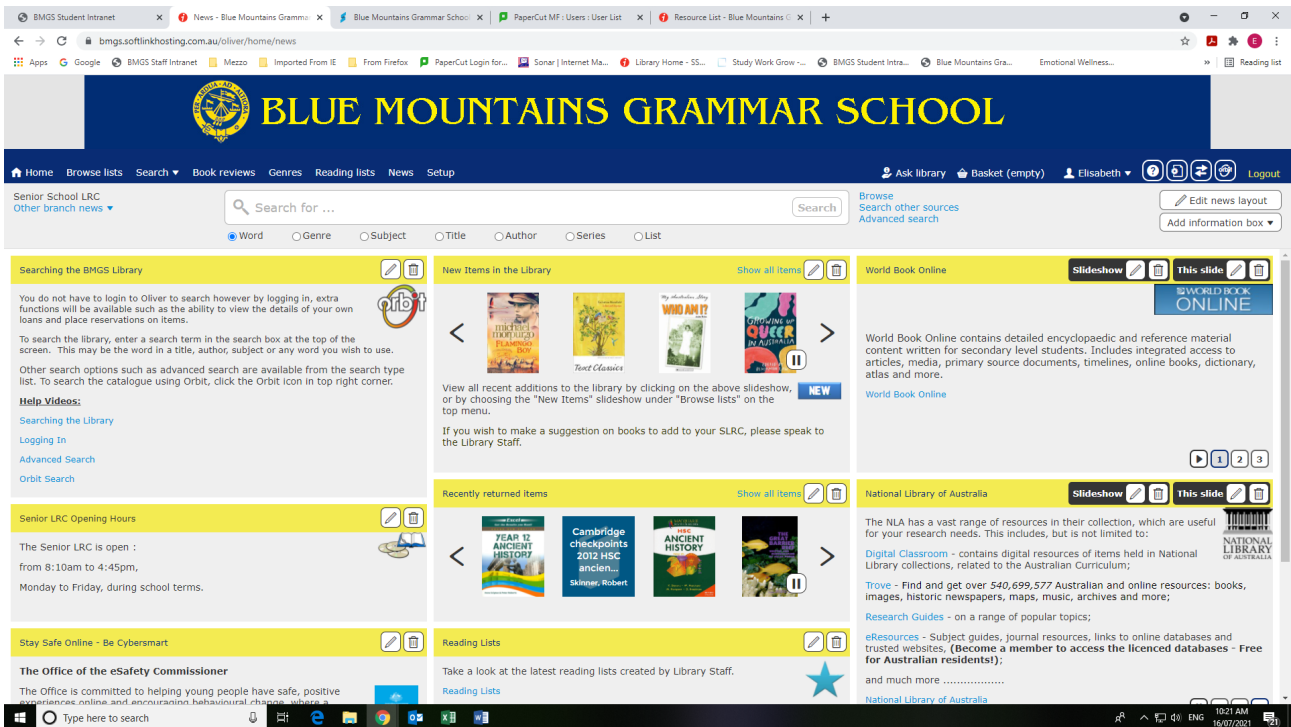 BMGS Student Intranet
News - Blue Mountains Gramma
Blue Mountains Grammar School
PaperCut MF : Users : User List
Resource List - Blue Mountains G
bmgs.softlinkhosting.com.au/oliver/home/news
Apps Google BMGS Staff Intranet Mezzo Imported From IE From Firefox PaperCut Login for... Sonar | Internet Ma... Library Home - SS... Study Work Grow -... BMGS Student Intra... Blue Mountains Gra... Emotional Wellness... » Reading list
BLUE MOUNTAINS GRAMMAR SCHOOL
Home Browse lists Search Book reviews Genres Reading lists News Setup Ask library Basket (empty) Elisabeth Logout
Senior School LRC
Other branch news
Search for ... Search
Word Genre Subject Title Author Series List
Browse
Search other sources
Advanced search
Edit news layout
Add information box
Searching the BMGS Library
orbit
You do not have to login to Oliver to search however by logging in, extra
functions will be available such as the ability to view the details of your own
loans and place reservations on items.
To search the library, enter a search term in the search box at the top of the
screen. This may be the word in a title, author, subject or any word you wish to use.
Other search options such as advanced search are available from the search type
list. To search the catalogue using Orbit, click the Orbit icon in top right corner.
Help Videos:
Searching the Library
Logging In
Advanced Search
Orbit Search
Senior LRC Opening Hours
The Senior LRC is open :
from 8:10am to 4:45pm,
Monday to Friday, during school terms.
Stay Safe Online - Be Cybersmart
The Office of the eSafety Commissioner
The Office is committed to helping young people have safe, positive
experiences online and encouraging behavioural change, where a
New Items in the Library Show all items
michael
morpurgo
FLAMINGO
BOY
Text Classics
My Australian Story
WHO AM I?
GROWING UP
QUEER
IN AUSTRALIA
View all recent additions to the library by clicking on the above slideshow,
or by choosing the "New Items" slideshow under "Browse lists" on the
top menu.
NEW
If you wish to make a suggestion on books to add to your SLRC, please speak to
the Library Staff.
Recently returned items Show all items
Excel
YEAR 12
ANCIENT
HISTORY
Cambridge
checkpoints
2012 HSC
ancien...
Skinner, Robert
HSC
ANCIENT
HISTORY
THE
GREAT
BARRIER
REEF
Reading Lists
Take a look at the latest reading lists created by Library Staff.
Reading Lists
World Book Online Slideshow This slide
WORLD BOOK
ONLINE
World Book Online contains detailed encyclopaedic and reference material
content written for secondary level students. Includes integrated access to
articles, media, primary source documents, timelines, online books, dictionary,
atlas and more.
World Book Online
1 2 3
National Library of Australia Slideshow This slide
NATIONAL
LIBRARY
OF AUSTRALIA
The NLA has a vast range of resources in their collection, which are useful
for your research needs. This includes, but is not limited to:
Digital Classroom - contains digital resources of items held in National
Library collections, related to the Australian Curriculum;
Trove - Find and get over 540,699,577 Australian and online resources: books,
images, historic newspapers, maps, music, archives and more;
Research Guides - on a range of popular topics;
eResources - Subject guides, journal resources, links to online databases and
trusted websites, (Become a member to access the licenced databases - Free
for Australian residents!);
and much more ..................
National Library of Australia
Type here to search
ENG
10:21 AM
16/07/2021
21